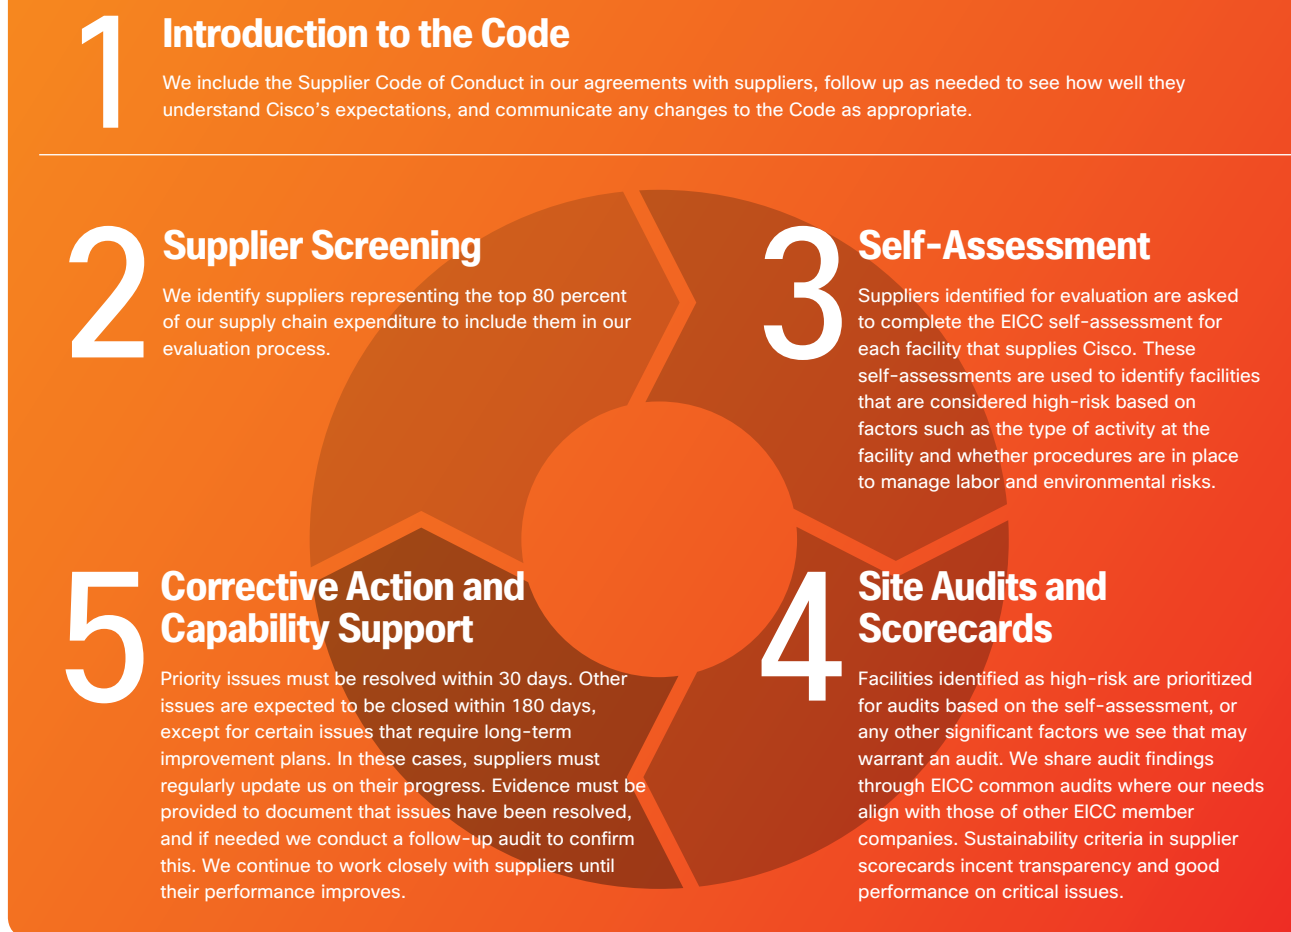 1
Introduction to the Code
We include the Supplier Code of Conduct in our agreements with suppliers, follow up as needed to see how well they
understand Cisco's expectations, and communicate any changes to the Code as appropriate.
2
Supplier Screening
We identify suppliers representing the top 80 percent
of our supply chain expenditure to include them in our
evaluation process.
3
Self-Assessment
Suppliers identified for evaluation are asked
to complete the EICC self-assessment for
each facility that supplies Cisco. These
self-assessments are used to identify facilities
that are considered high-risk based on
factors such as the type of activity at the
facility and whether procedures are in place
to manage labor and environmental risks.
4
Site Audits and
Scorecards
Facilities identified as high-risk are prioritized
for audits based on the self-assessment, or
any other significant factors we see that may
warrant an audit. We share audit findings
through EICC common audits where our needs
align with those of other EICC member
companies. Sustainability criteria in supplier
scorecards incent transparency and good
performance on critical issues.
5
Corrective Action and
Capability Support
Priority issues must be resolved within 30 days. Other
issues are expected to be closed within 180 days,
except for certain issues that require long-term
improvement plans. In these cases, suppliers must
regularly update us on their progress. Evidence must be
provided to document that issues have been resolved,
and if needed we conduct a follow-up audit to confirm
this. We continue to work closely with suppliers until
their performance improves.